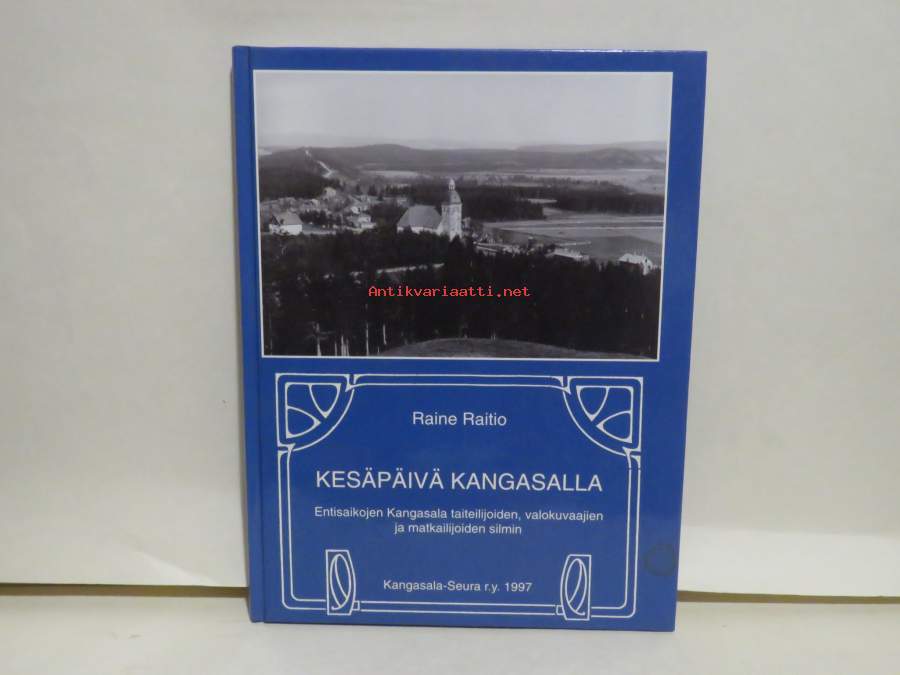 Antikvariaatti.net
Raine Raitio
KESÄPÄIVÄ KANGASALLA
Entisaikojen Kangasala taiteilijoiden, valokuvaajien
ja matkailijoiden silmin
Kangasala-Seura r.y. 1997